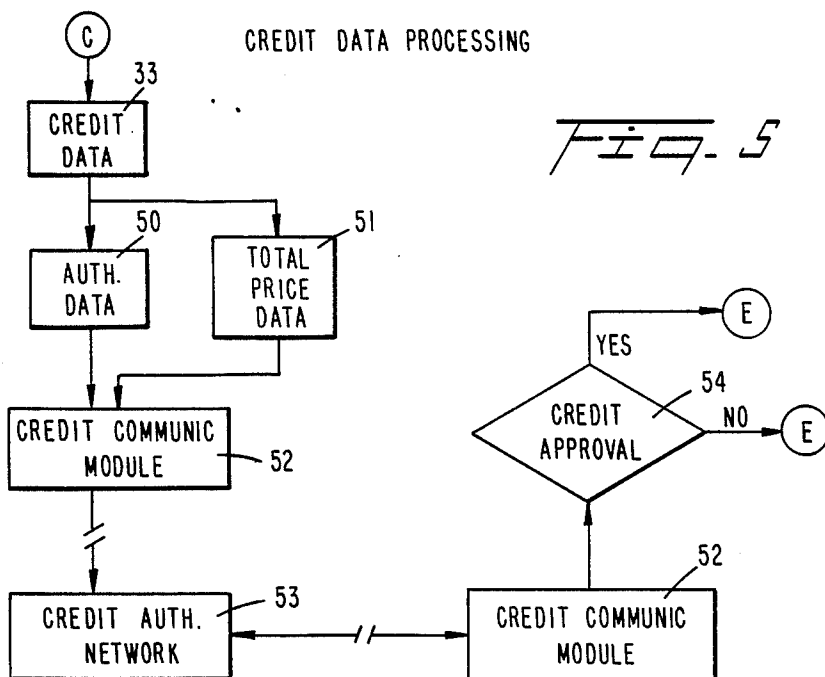 C
CREDIT DATA PROCESSING
33
CREDIT
DATA
Fig. 5
50
51
AUTH.
DATA
TOTAL
PRICE
DATA
E
YES
54
CREDIT
APPROVAL
NO
E
CREDIT COMMUNIC
MODULE
52
53
CREDIT AUTH.
NETWORK
52
CREDIT COMMUNIC
MODULE